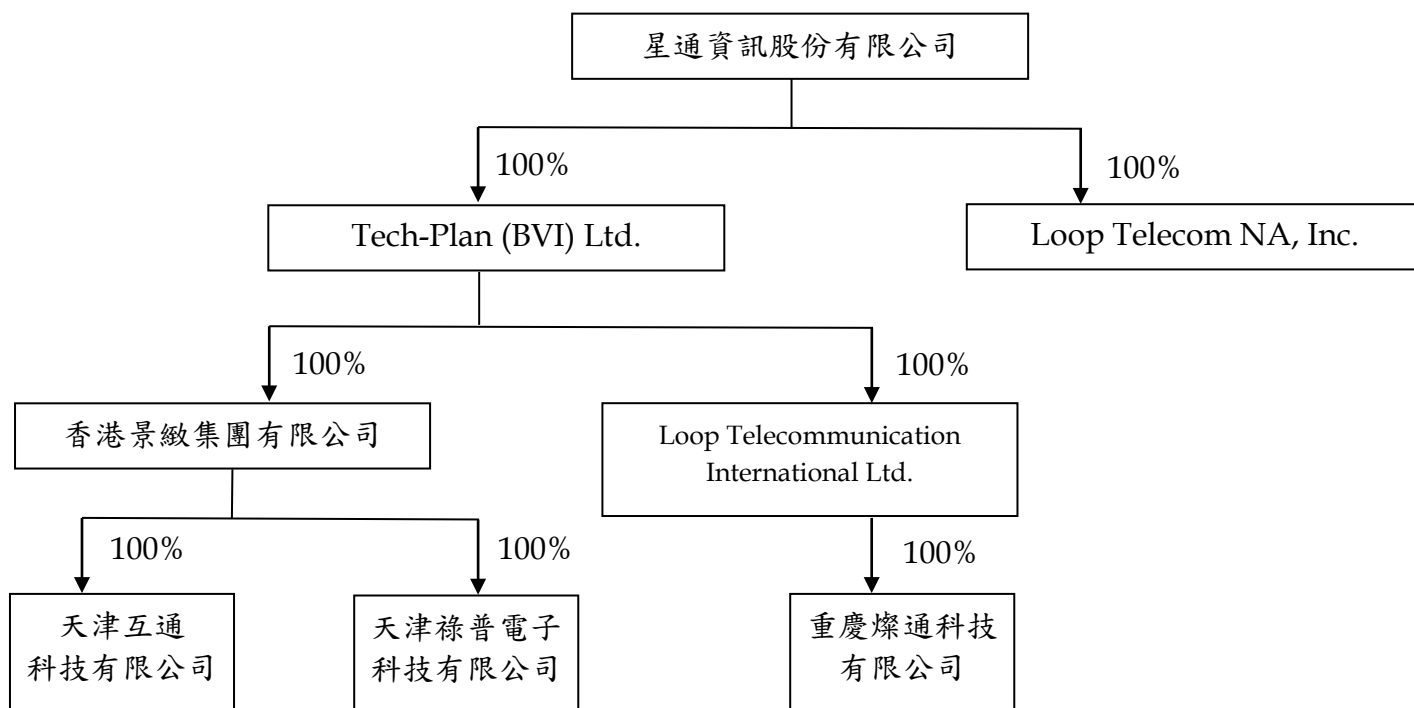 星通資訊股份有限公司
100%
100%
Tech-Plan (BVI) Ltd.
Loop Telecom NA, Inc.
100%
100%
香港景緻集團有限公司
Loop Telecommunication
International Ltd.
100%
100%
100%
天津互通
科技有限公司
天津祿普電子
科技有限公司
重慶燦通科技
有限公司